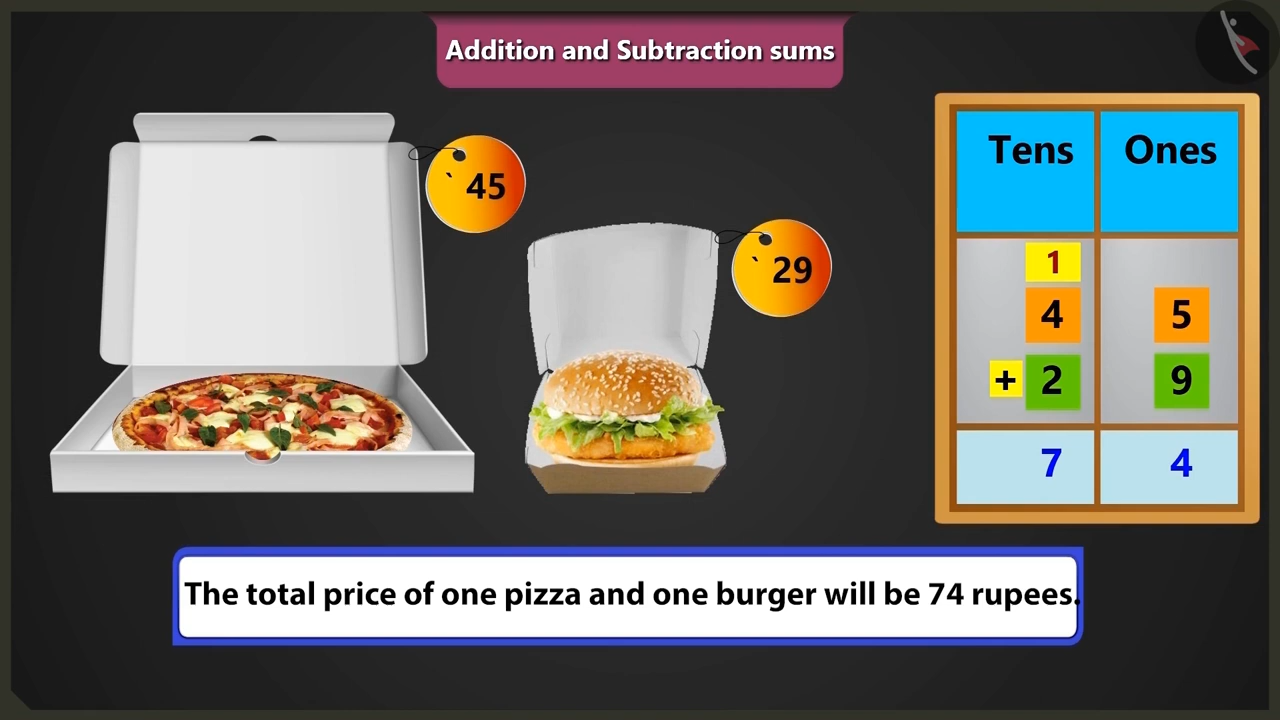 Addition and Subtraction sums
` 45
` 29
Tens Ones
1
4 5
+ 2 9
7 4
The total price of one pizza and one burger will be 74 rupees.